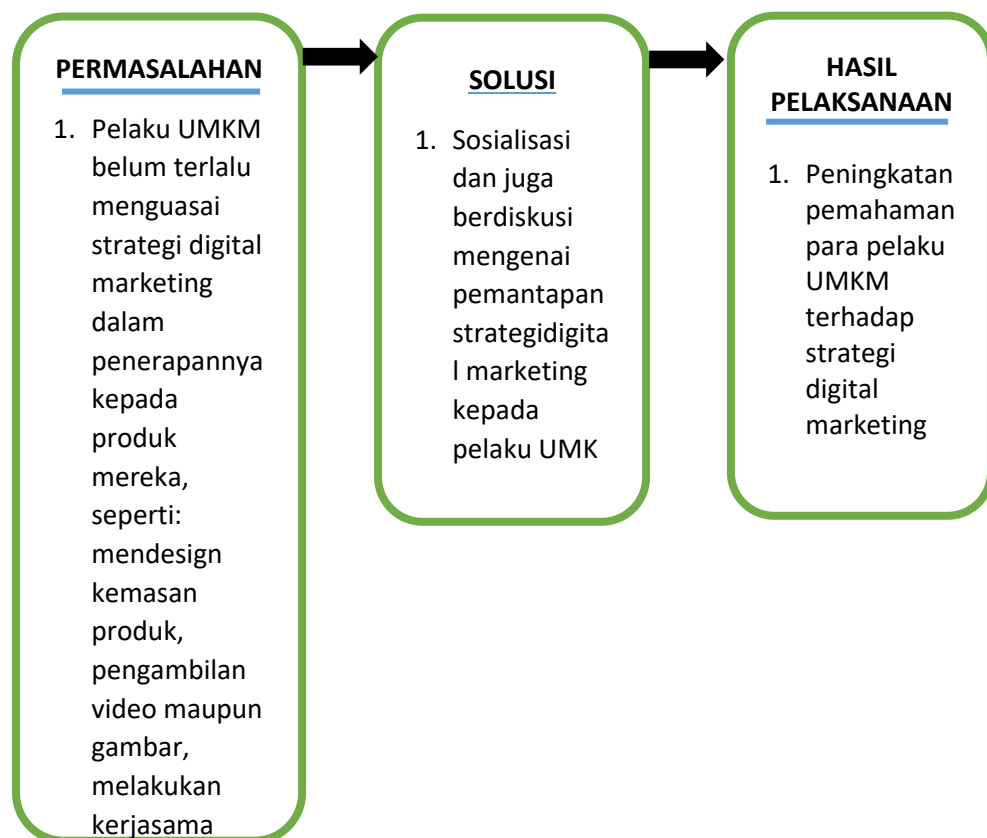 PERMASALAHAN
1. Pelaku UMKM
belum terlalu
menguasai
strategi digital
marketing
dalam
penerapannya
kepada
produk
mereka,
seperti:
mendesign
kemasan
produk,
pengambilan
video maupun
gambar,
melakukan
kerjasama
SOLUSI
1. Sosialisasi
dan juga
berdiskusi
mengenai
pemantapan
strategidigita
l marketing
kepada
pelaku UMK
HASIL
PELAKSANAAN
1. Peningkatan
pemahaman
para pelaku
UMKM
terhadap
strategi
digital
marketing